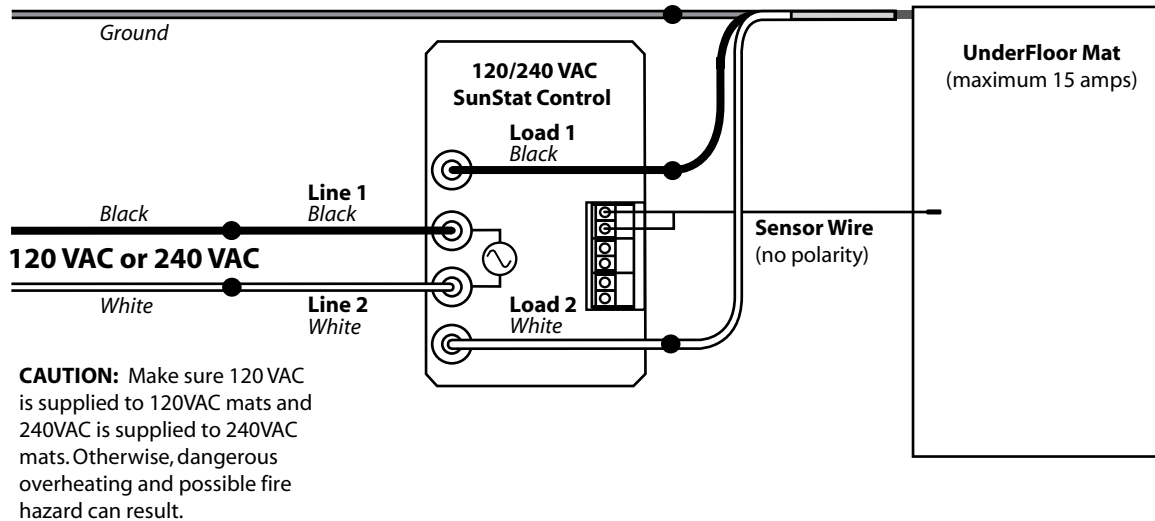 Ground
120/240 VAC
SunStat Control
UnderFloor Mat
(maximum 15 amps)
Load 1
Black
Line 1
Black
Black
120 VAC or 240 VAC
White
Line 2
White
Load 2
White
Sensor Wire
(no polarity)
CAUTION: Make sure 120 VAC
is supplied to 120VAC mats and
240VAC is supplied to 240VAC
mats. Otherwise, dangerous
overheating and possible fire
hazard can result.